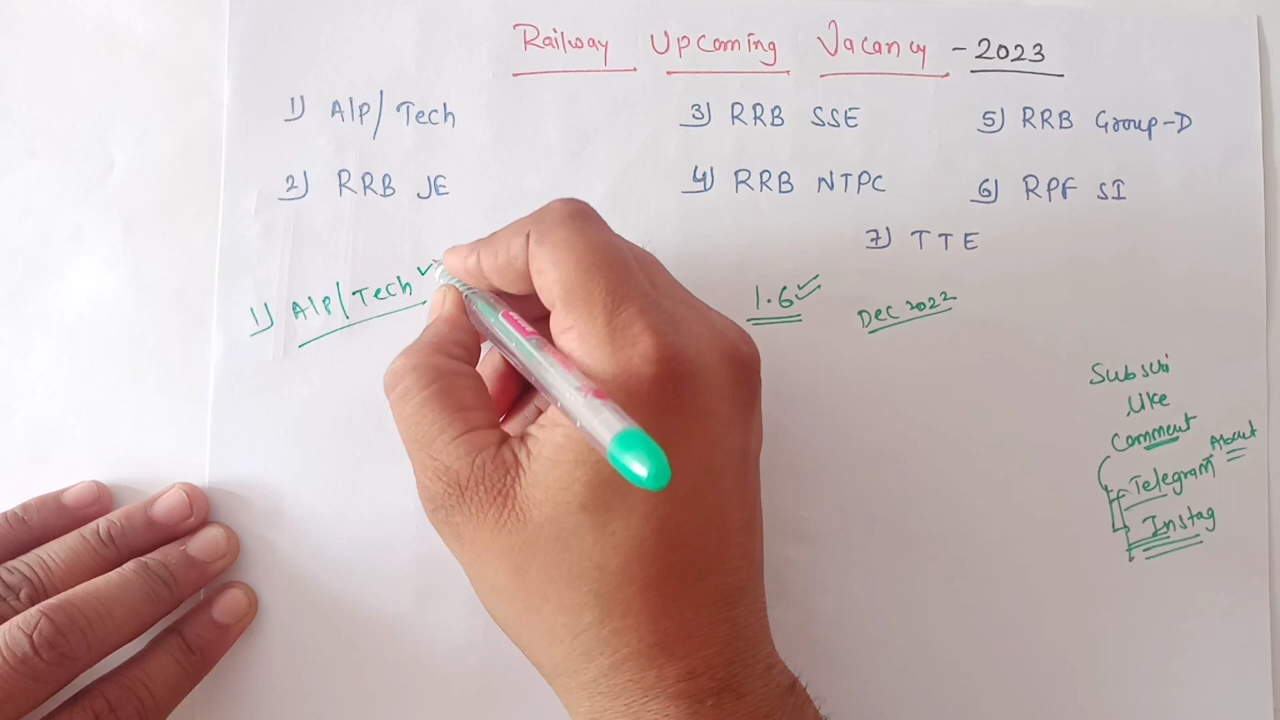 Railway Upcoming Vacancy - 2023
1) Alp/Tech
2) RRB JE
3) RRB SSE
4) RRB NTPC
5) RRB Group-D
6) RPF SI
7) TTE
1) Alp/Tech ✓
1.6 ✓
Dec 2022
Subscri
Like
Comment
About
Telegram
Instag